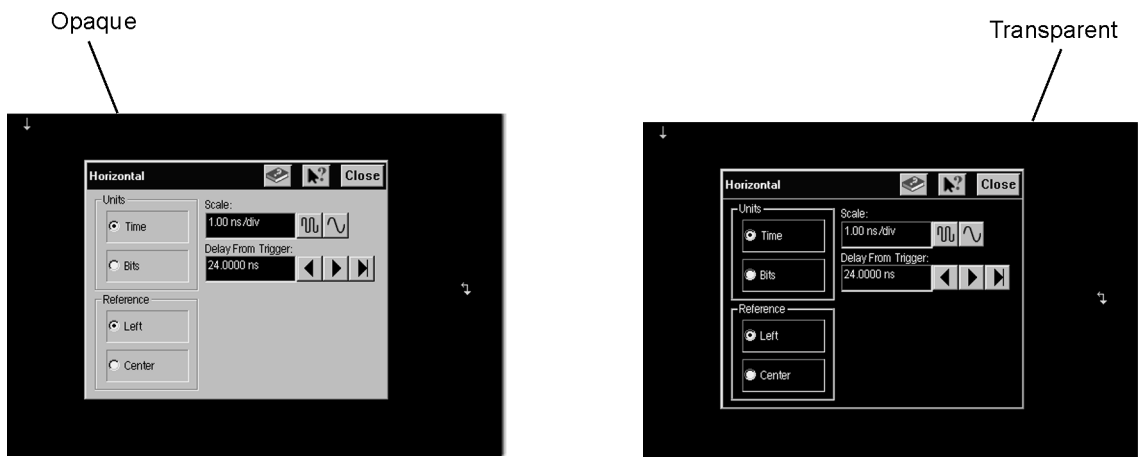 Opaque
Transparent
Horizontal
Close
Units
Time
Bits
Scale:
1.00 ns/div
Delay From Trigger:
24.0000 ns
Reference
Left
Center
Horizontal
Close
Units
Time
Bits
Scale:
1.00 ns/div
Delay From Trigger:
24.0000 ns
Reference
Left
Center